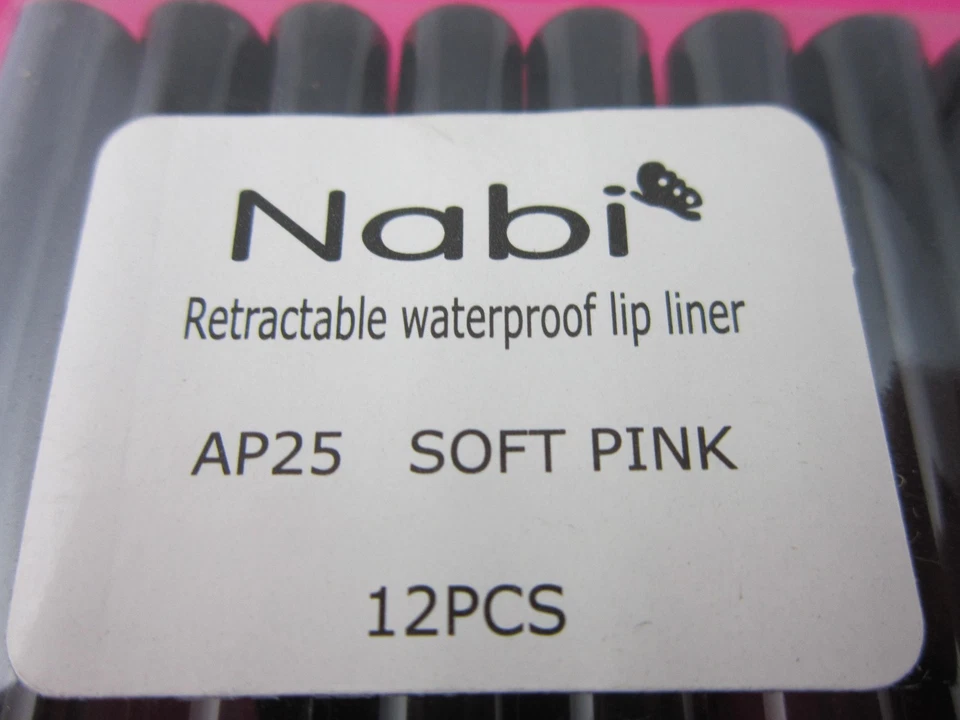 Nabi
Retractable waterproof lip liner
AP25 SOFT PINK
12PCS